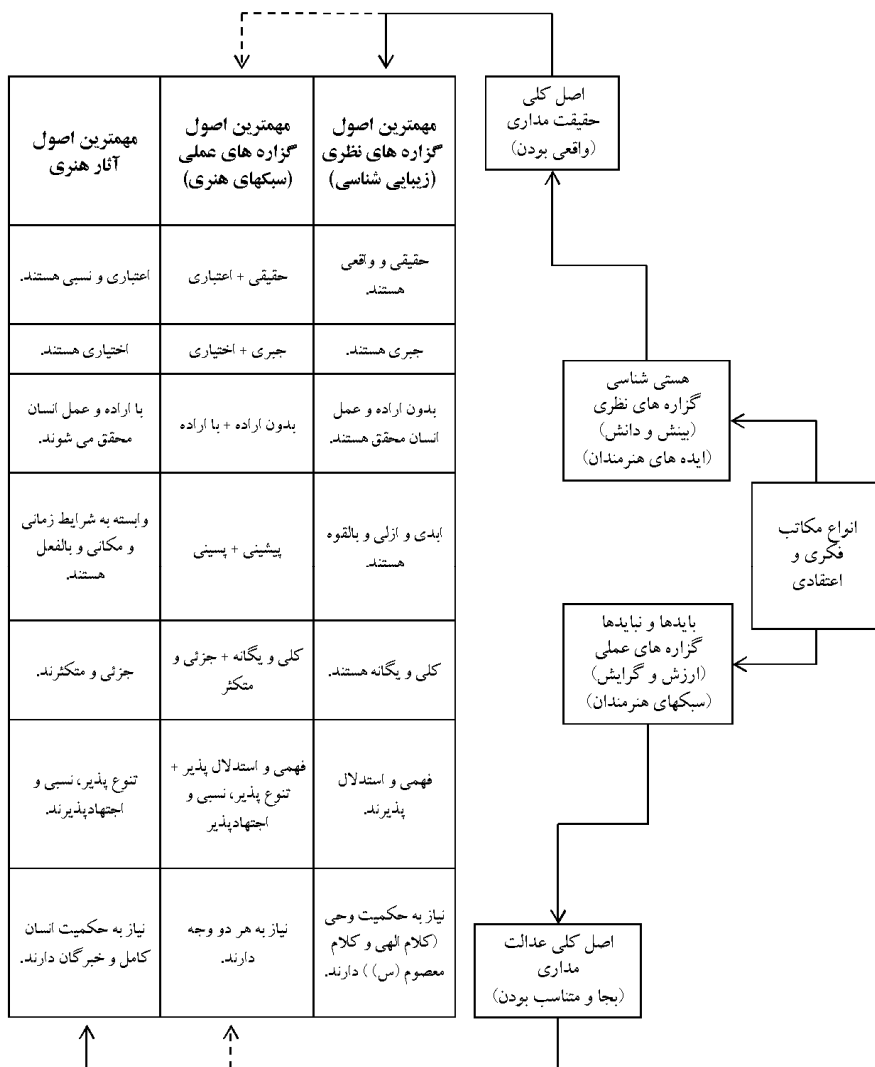 انواع مکاتب
فکری و
اعتقادی
هستی شناسی
گزاره های نظری
(بینش و دانش)
(ایده های هنرمندان)
بایدها و نبایدها
گزاره های عملی
(ارزش و گرایش)
(سبکهای هنرمندان)
اصل کلی
حقیقت مداری
(واقعی بودن)
اصل کلی عدالت
مداری
(بجا و متناسب بودن)
مهمترین اصول
گزاره های نظری
(زیبایی شناسی)
مهمترین اصول
گزاره های عملی
(سبکهای هنری)
مهمترین اصول
آثار هنری
حقیقی و واقعی
هستند.
حقیقی + اعتباری
اعتباری و نسبی هستند.
جبری هستند.
جبری + اختیاری
اختیاری هستند.
بدون اراده و عمل
انسان محقق هستند.
بدون اراده + با اراده
با اراده و عمل انسان
محقق می شوند.
ابدی و ازلی و بالقوه
هستند.
پیشینی + پسینی
وابسته به شرایط زمانی
و مکانی و بالفعل
هستند.
کلی و یگانه هستند.
کلی و یگانه + جزئی و
متکثر
جزئی و متکثرند.
فهمی و استدلال
پذیرند.
فهمی و استدلال پذیر +
تنوع پذیر، نسبی و
اجتهادپذیر
تنوع پذیر، نسبی و
اجتهادپذیرند.
نیاز به حکمیت وحی
(کلام الهی و کلام
معصوم (س) ) دارند.
نیاز به هر دو وجه
دارند.
نیاز به حکمیت انسان
کامل و خبرگان دارند.